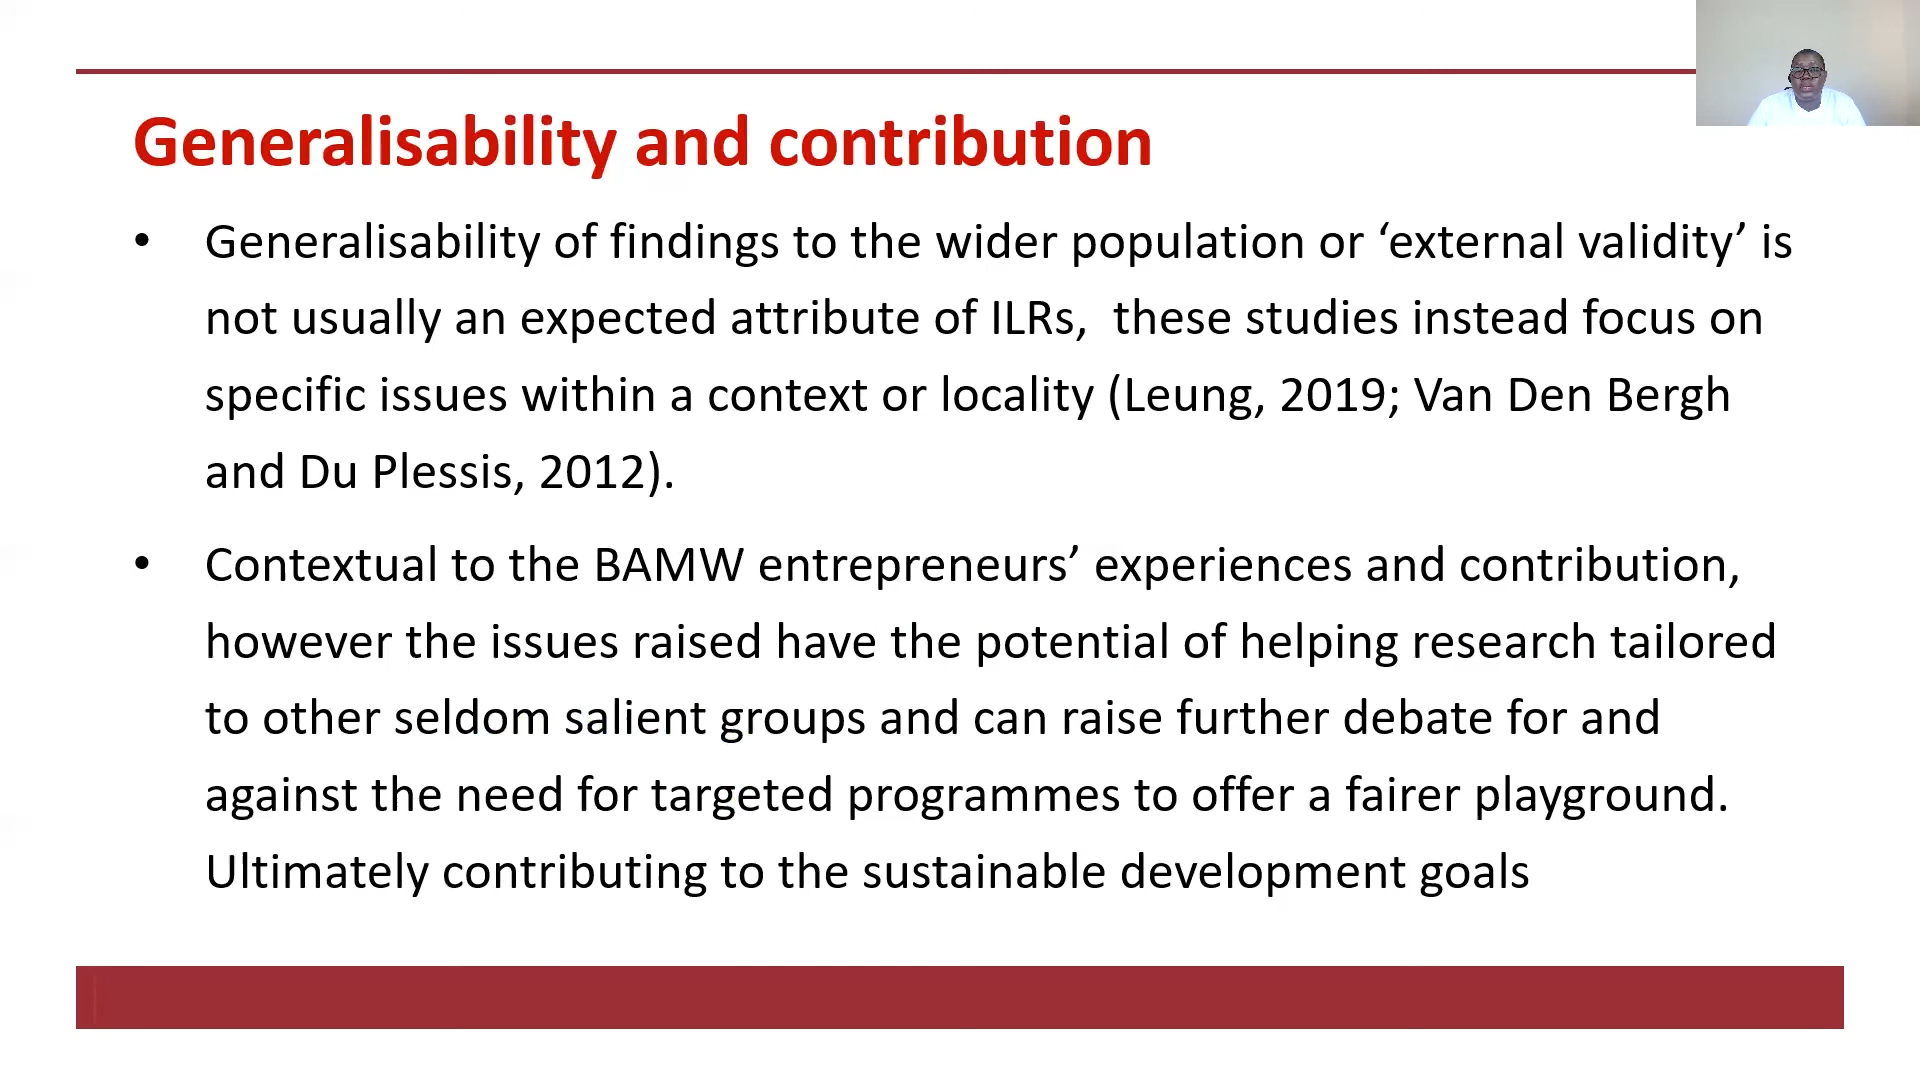 Generalisability and contribution
• Generalisability of findings to the wider population or ‘external validity’ is
not usually an expected attribute of ILRs,  these studies instead focus on
specific issues within a context or locality (Leung, 2019; Van Den Bergh
and Du Plessis, 2012).
• Contextual to the BAMW entrepreneurs’ experiences and contribution,
however the issues raised have the potential of helping research tailored
to other seldom salient groups and can raise further debate for and
against the need for targeted programmes to offer a fairer playground.
Ultimately contributing to the sustainable development goals